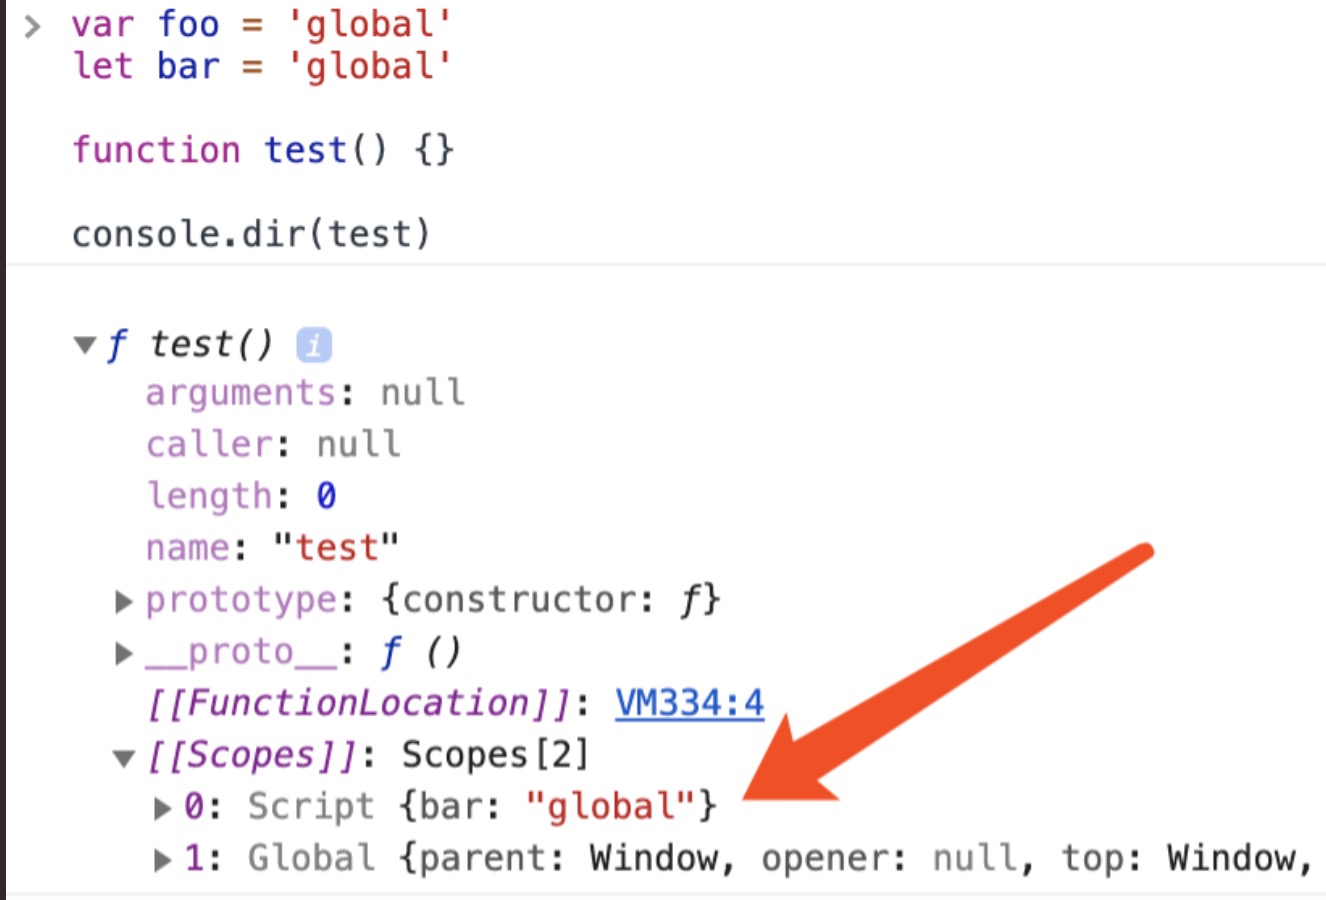 > var foo = 'global'
let bar = 'global'
function test() {}
console.dir(test)
▼ ƒ test() i
arguments: null
caller: null
length: 0
name: "test"
▶ prototype: {constructor: ƒ}
▶ __proto__: ƒ ()
[[FunctionLocation]]: VM334:4
▼ [[Scopes]]: Scopes[2]
▶ 0: Script {bar: "global"}
▶ 1: Global {parent: Window, opener: null, top: Window,